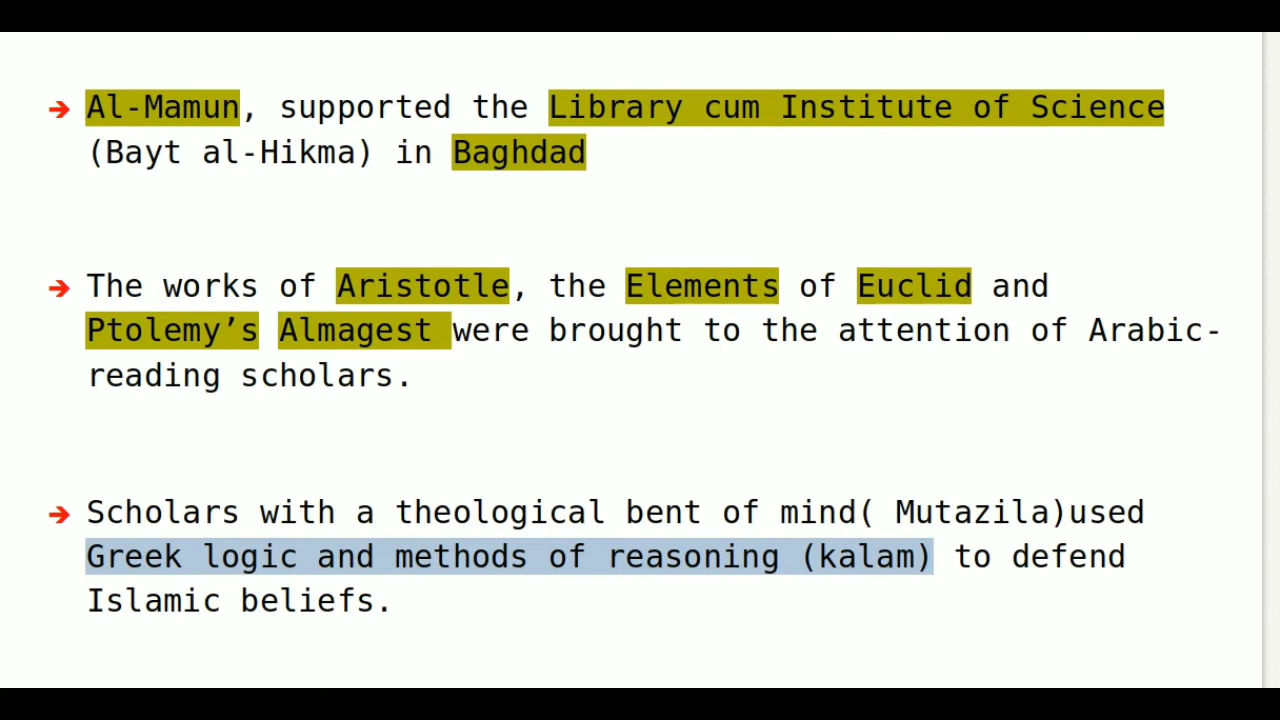 ➔ Al-Mamun, supported the Library cum Institute of Science
(Bayt al-Hikma) in Baghdad
➔ The works of Aristotle, the Elements of Euclid and
Ptolemy’s Almagest were brought to the attention of Arabic-
reading scholars.
➔ Scholars with a theological bent of mind( Mutazila)used
Greek logic and methods of reasoning (kalam) to defend
Islamic beliefs.